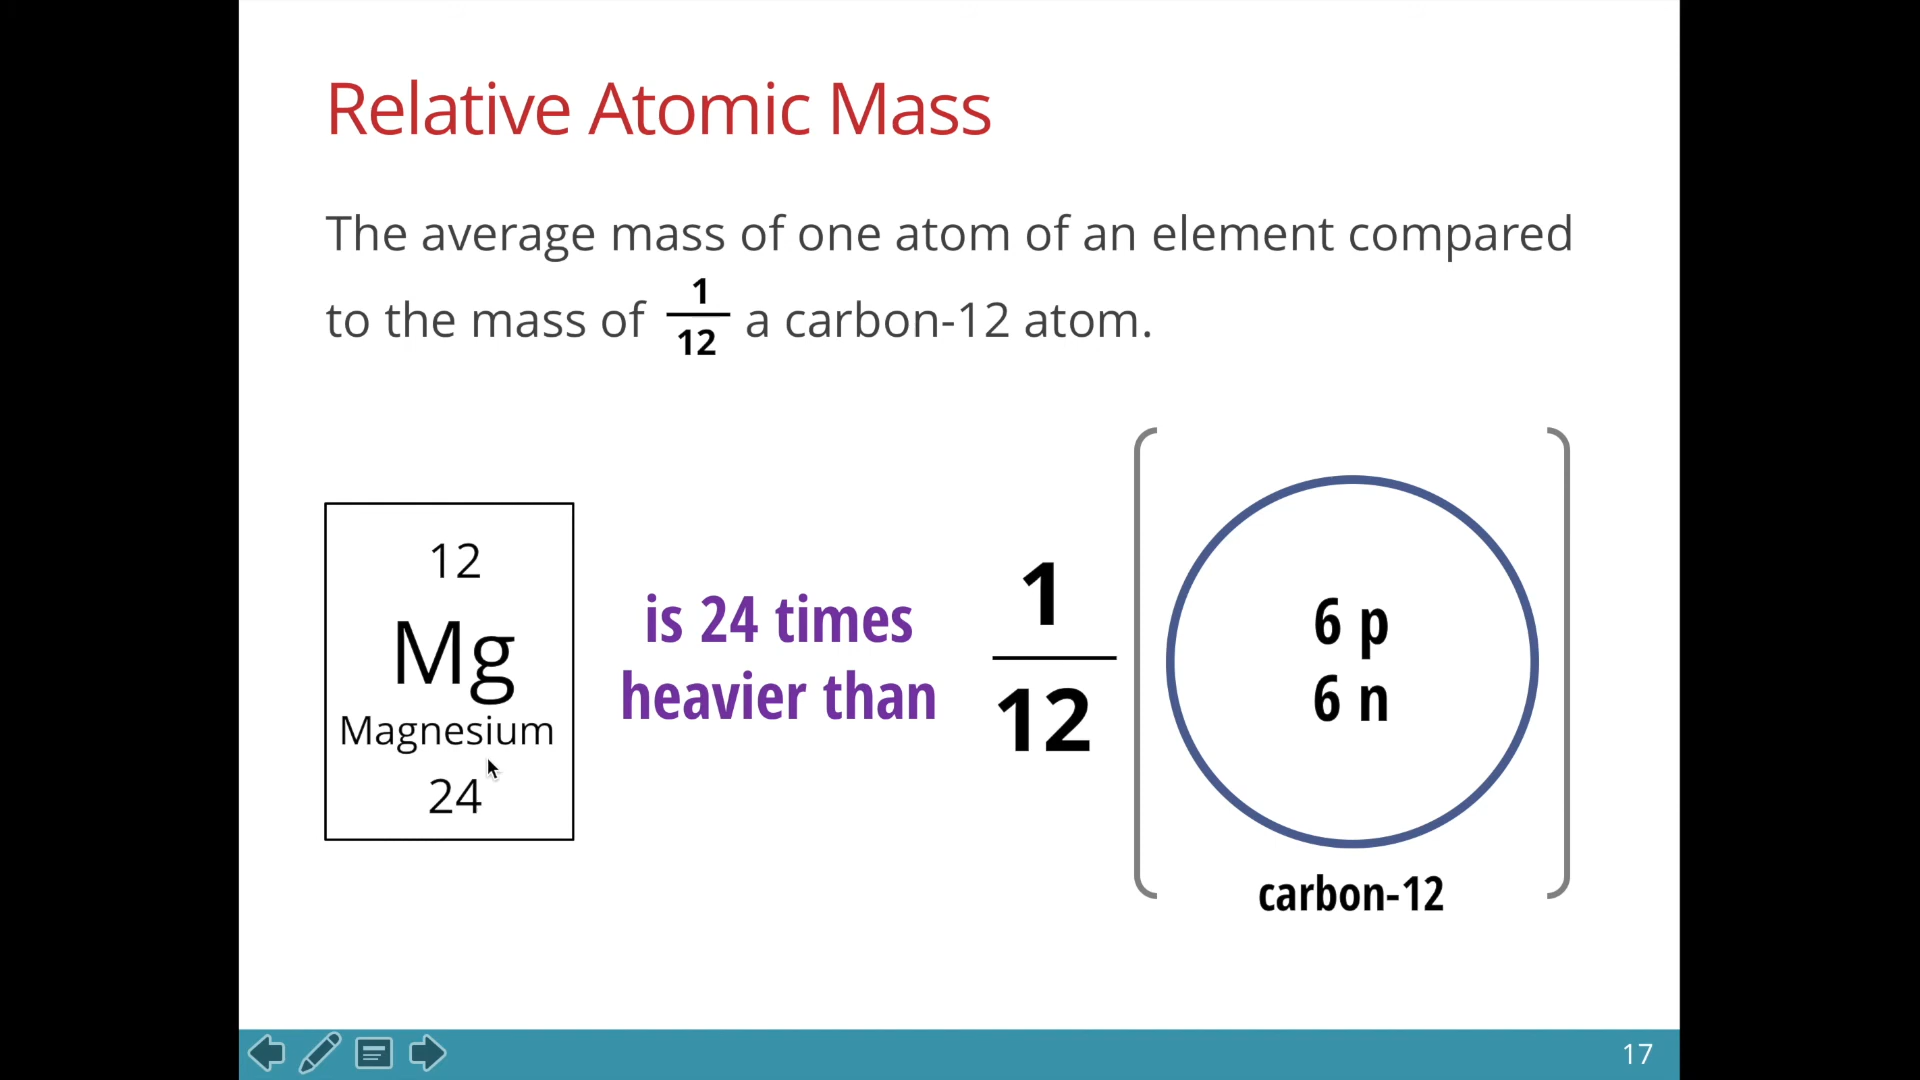 Relative Atomic Mass
The average mass of one atom of an element compared
to the mass of 1/12 a carbon-12 atom.
12
Mg
Magnesium
24
is 24 times
heavier than
1
12
6 p
6 n
carbon-12
17